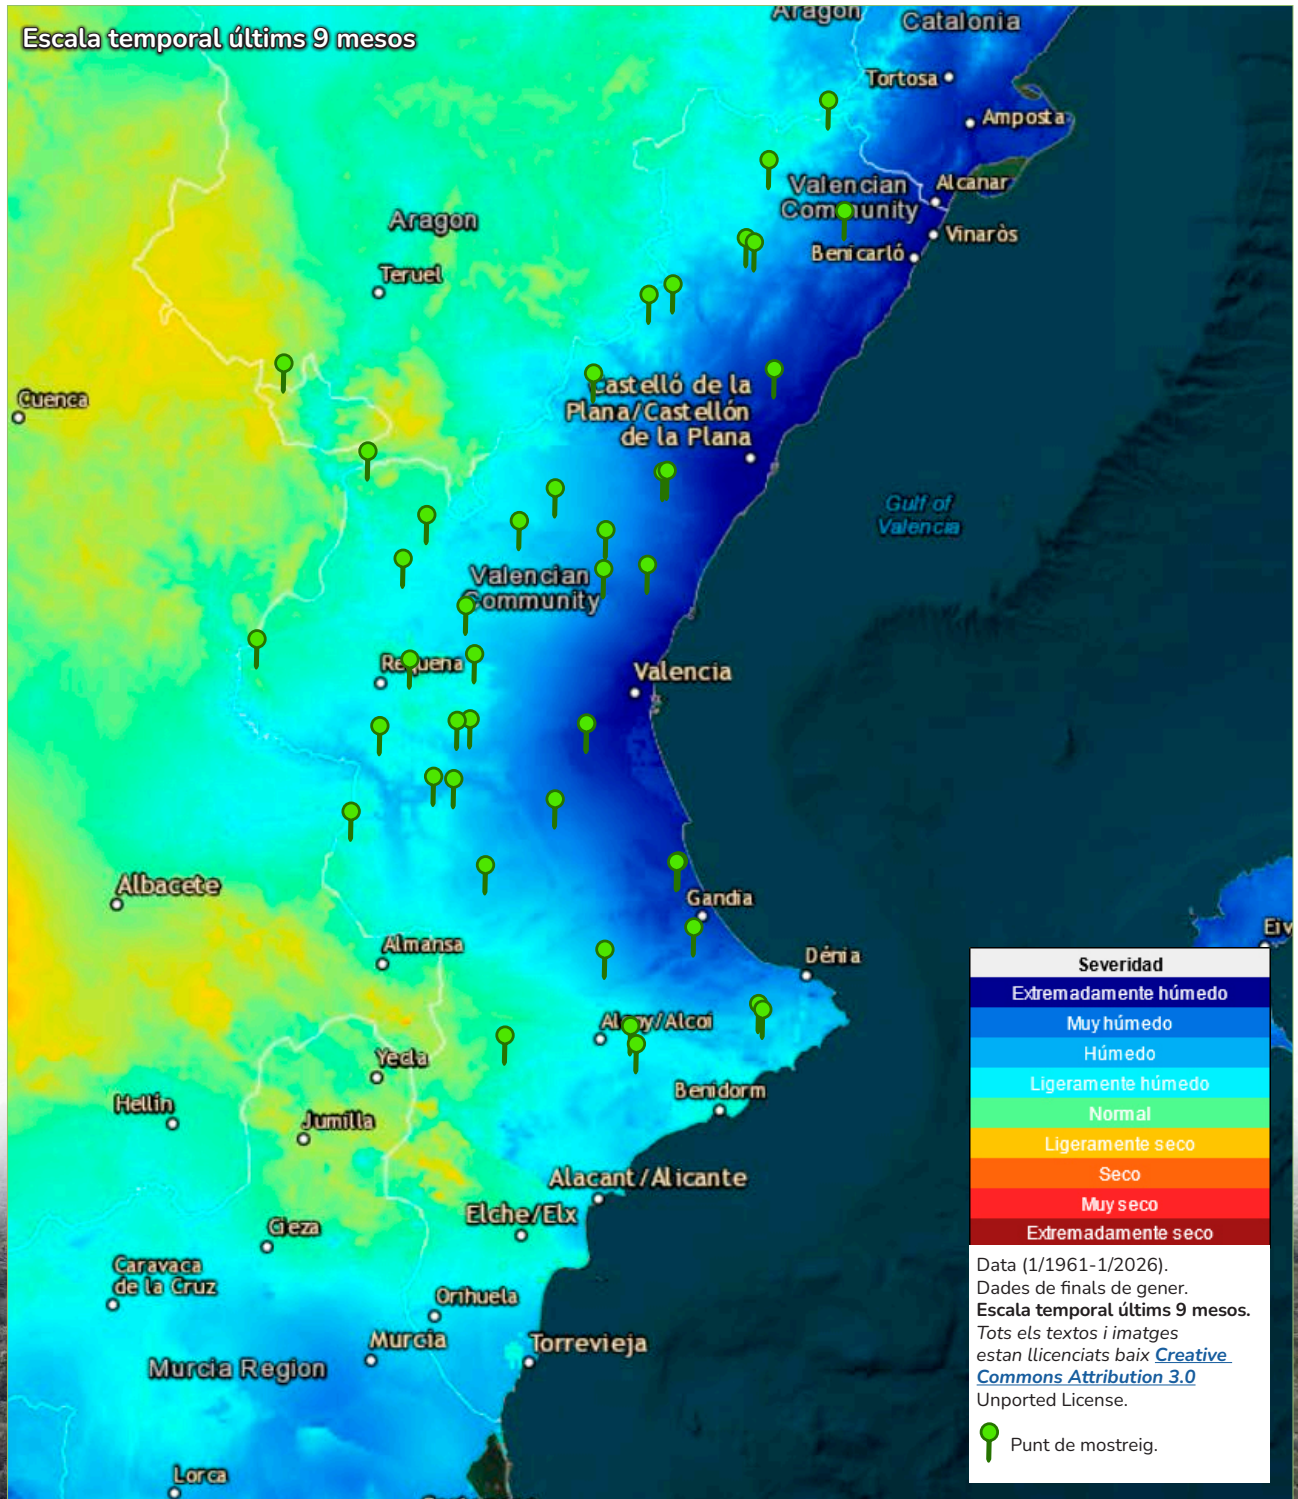 Escala temporal últims 9 mesos
Aragon
Catalonia
Tortosa
Amposta
Valencian
Community
Alcanar
Vinaròs
Benicarló
Aragon
Teruel
Cuenca
Castelló de la
Plana/Castellón
de la Plana
Gulf of
Valencia
Valencian
Community
Requena
Valencia
Albacete
Gandia
Almansa
Dénia
Eiv
Alcoy/Alcoi
Yecla
Benidorm
Hellín
Jumilla
Alacant/Alicante
Elche/Elx
Cieza
Caravaca
de la Cruz
Orihuela
Murcia
Torrevieja
Murcia Region
Lorca
Severidad
Extremadamente húmedo
Muy húmedo
Húmedo
Ligeramente húmedo
Normal
Ligeramente seco
Seco
Muy seco
Extremadamente seco
Data (1/1961-1/2026).
Dades de finals de gener.
Escala temporal últims 9 mesos.
Tots els textos i imatges
estan llicenciats baix Creative
Commons Attribution 3.0
Unported License.
Punt de mostreig.